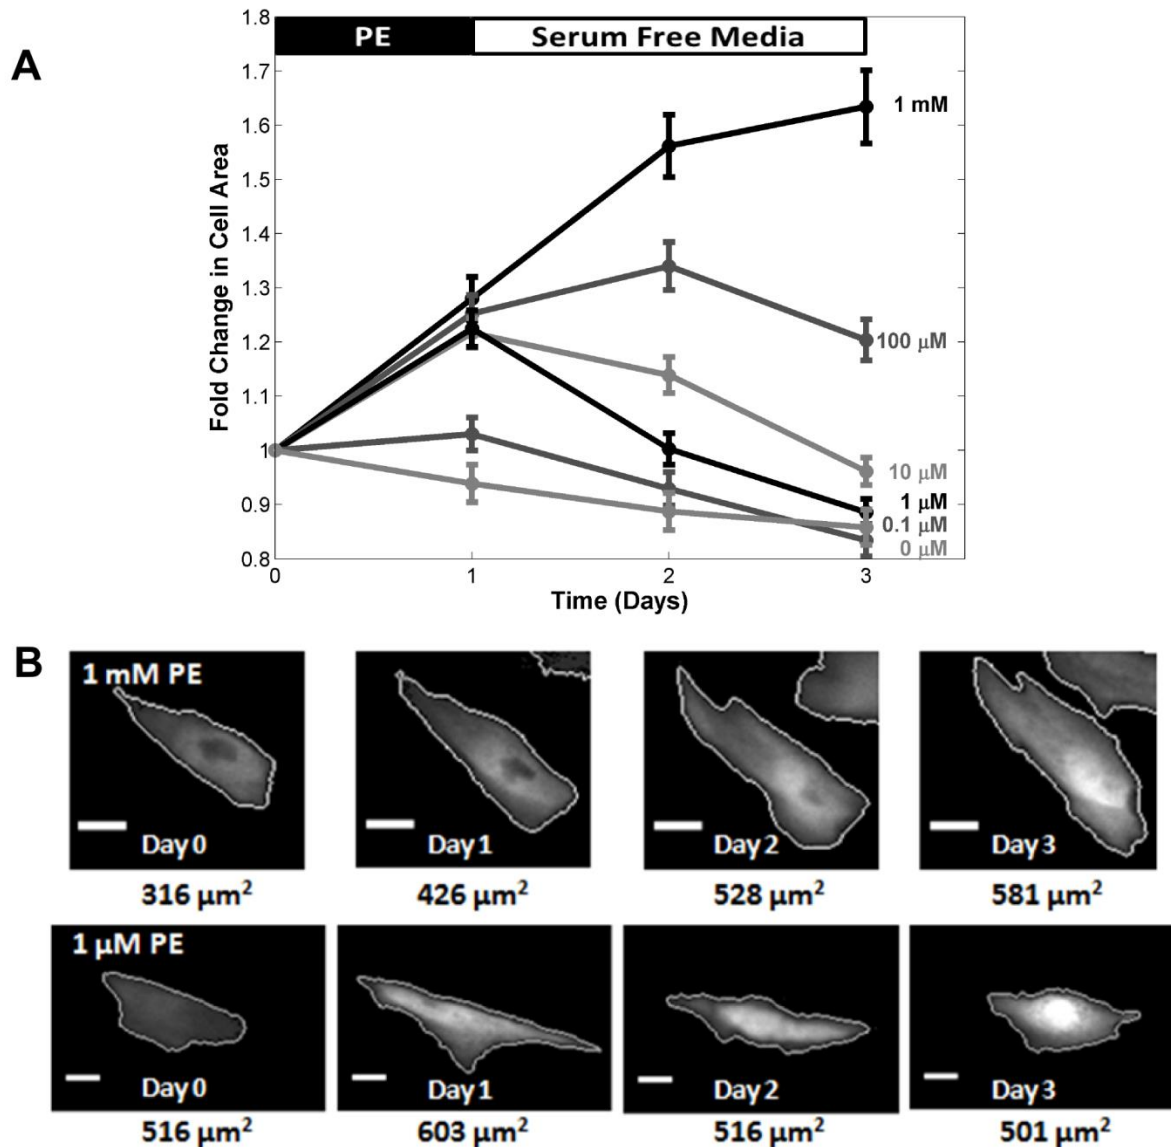 A
PE
Serum Free Media
1.8
1.7
1.6
1.5
1.4
1.3
1.2
1.1
1
0.9
0.8
Fold Change in Cell Area
1 mM
100 μM
10 μM
1 μM
0.1 μM
0 μM
0
1
2
3
Time (Days)
B
1 mM PE
Day 0
Day 1
Day 2
Day 3
316 μm²
426 μm²
528 μm²
581 μm²
1 μM PE
Day 0
Day 1
Day 2
Day 3
516 μm²
603 μm²
516 μm²
501 μm²